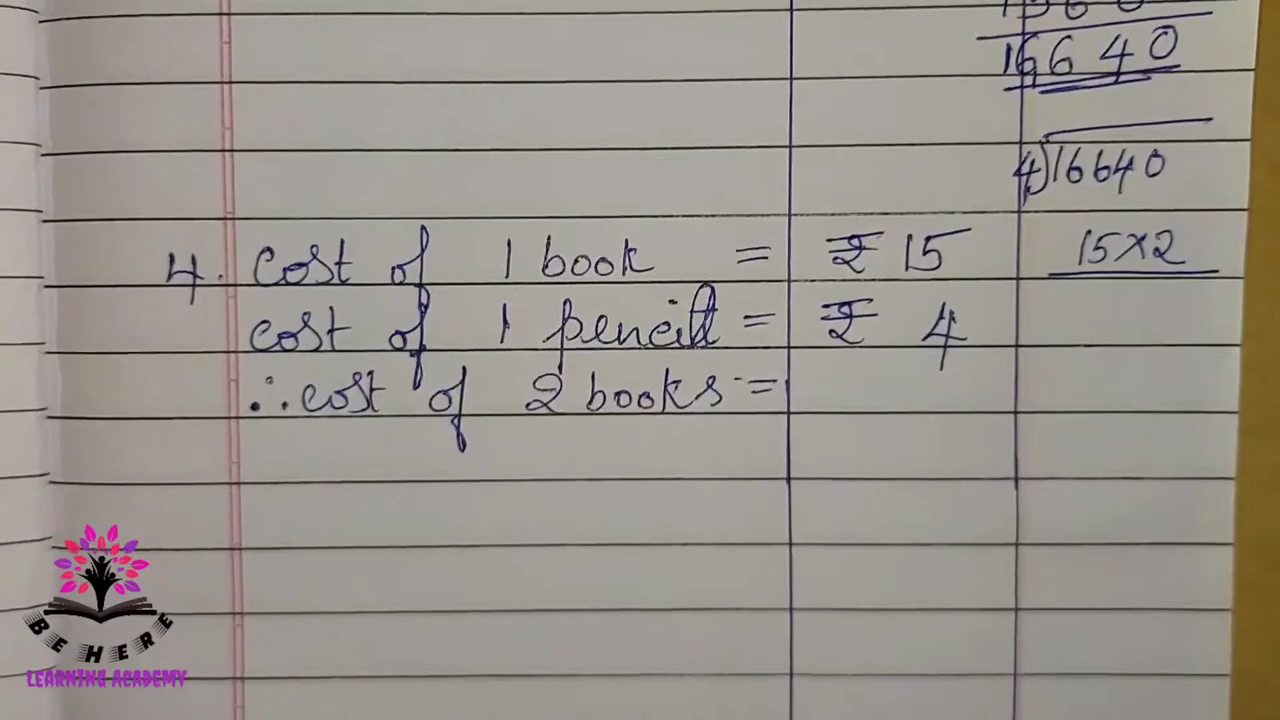 16640
4)16640
4. cost of 1 book = ₹ 15 15×2
cost of 1 pencil = ₹ 4
∴ cost of 2 books =
BE HERE
LEARNING ACADEMY